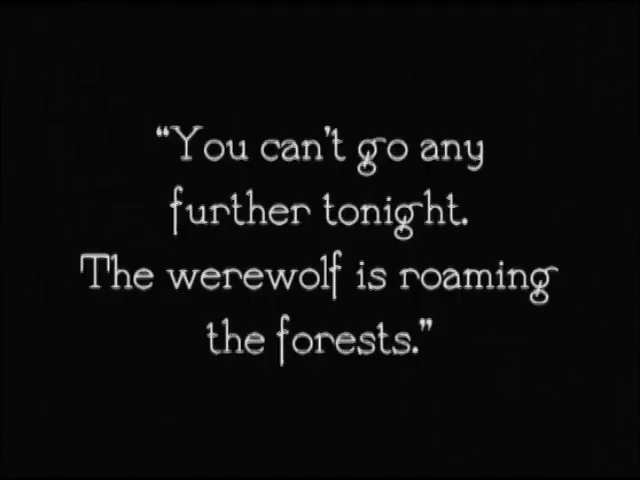 “You can't go any
further tonight.
The werewolf is roaming
the forests.”